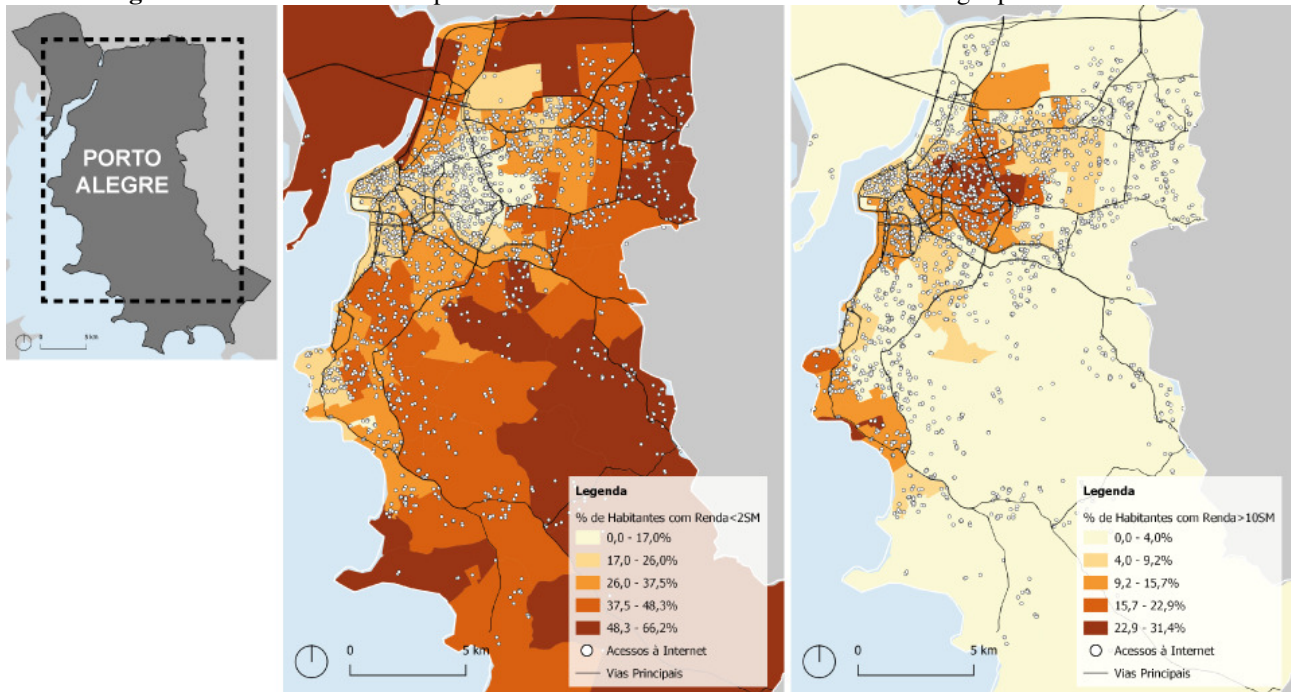 PORTO
ALEGRE
0 5 km
Legenda
% de Habitantes com Renda<2SM
0,0 - 17,0%
17,0 - 26,0%
26,0 - 37,5%
37,5 - 48,3%
48,3 - 66,2%
Acessos à Internet
Vias Principais
0 5 km
Legenda
% de Habitantes com Renda>10SM
0,0 - 4,0%
4,0 - 9,2%
9,2 - 15,7%
15,7 - 22,9%
22,9 - 31,4%
Acessos à Internet
Vias Principais
0 5 km